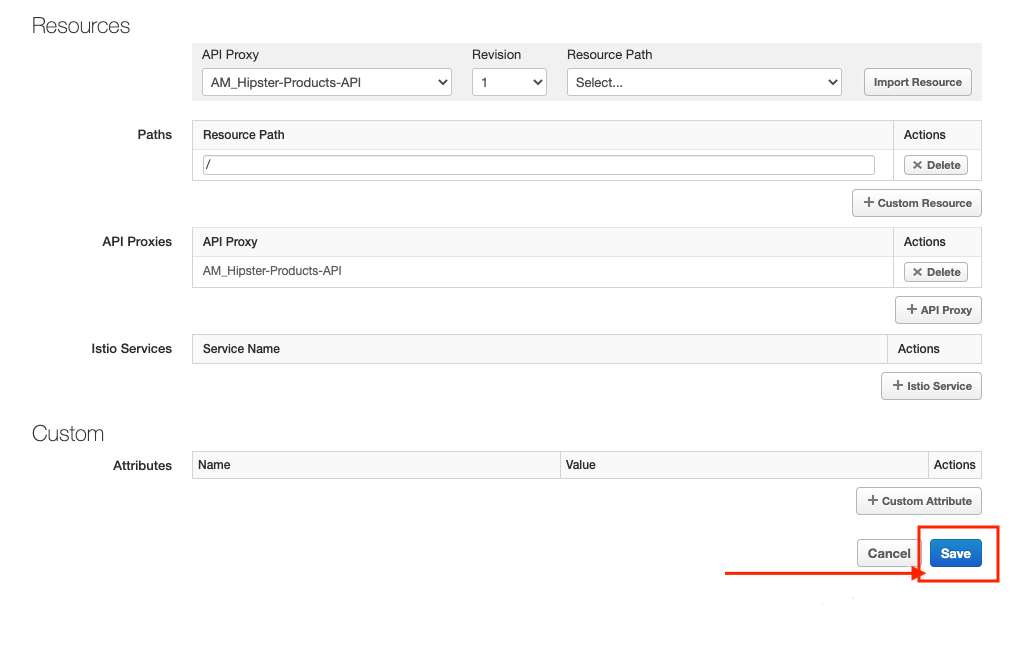 Resources
API Proxy Revision Resource Path
AM_Hipster-Products-API 1 Select... Import Resource
Paths Resource Path Actions
/ Delete
Custom Resource
API Proxies API Proxy Actions
AM_Hipster-Products-API Delete
API Proxy
Istio Services Service Name Actions
Istio Service
Custom
Attributes Name Value Actions
Custom Attribute
Cancel Save